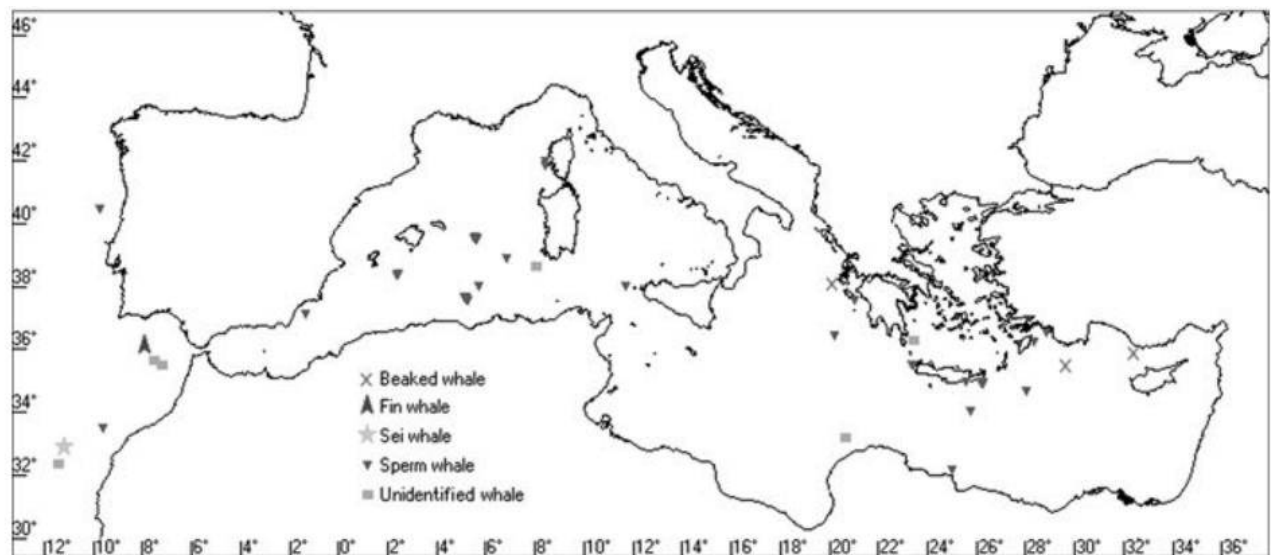 46°
44°
42°
40°
38°
36°
34°
32°
30°
Beaked whale
Fin whale
Sei whale
Sperm whale
Unidentified whale
|12° |10° |8° |6° |4° |2° |0° |2° |4° |6° |8° |10° |12° |14° |16° |18° |20° |22° |24° |26° |28° |30° |32° |34° |36°